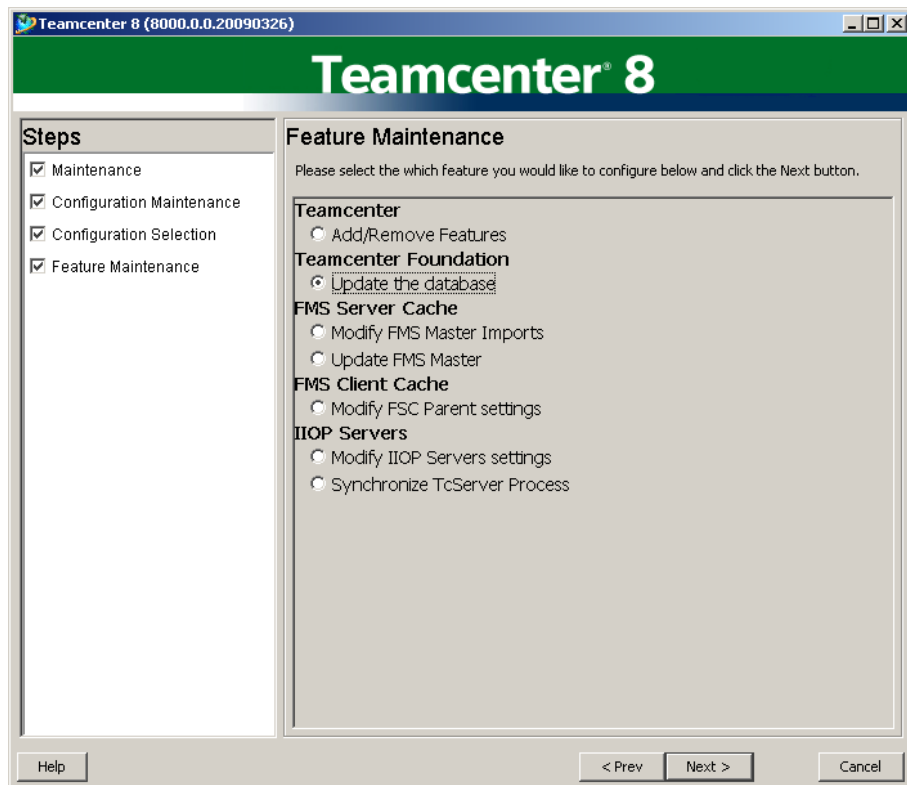 Teamcenter 8 (8000.0.0.20090326)
Teamcenter® 8
Steps
Maintenance
Configuration Maintenance
Configuration Selection
Feature Maintenance
Feature Maintenance
Please select the which feature you would like to configure below and click the Next button.
Teamcenter
Add/Remove Features
Teamcenter Foundation
Update the database
FMS Server Cache
Modify FMS Master Imports
Update FMS Master
FMS Client Cache
Modify FSC Parent settings
IIOP Servers
Modify IIOP Servers settings
Synchronize TcServer Process
Help
< Prev
Next >
Cancel